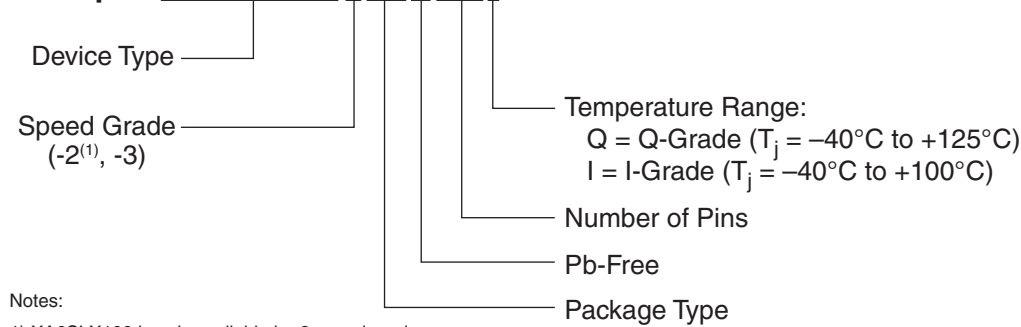 Device Type
Speed Grade
(-2(1), -3)
Temperature Range:
Q = Q-Grade (Tj = –40°C to +125°C)
I = I-Grade (Tj = –40°C to +100°C)
Number of Pins
Pb-Free
Package Type
Notes: